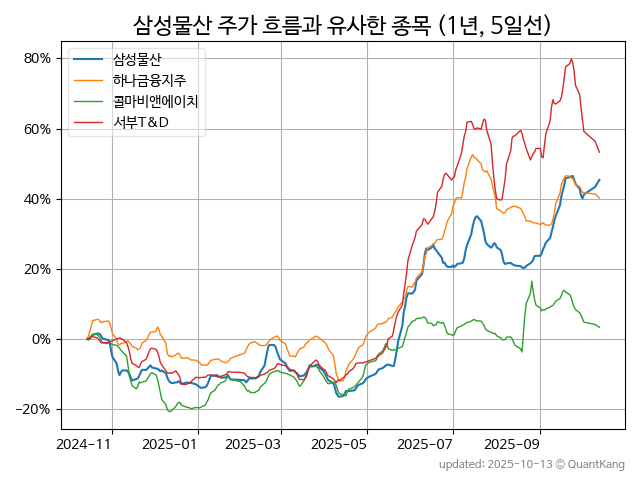 삼성물산 주가 흐름과 유사한 종목 (1년, 5일선)
삼성물산
하나금융지주
콜마비앤에이치
서부T&D
80%
60%
40%
20%
0%
−20%
2024-11
2025-01
2025-03
2025-05
2025-07
2025-09
updated: 2025-10-13 © QuantKang